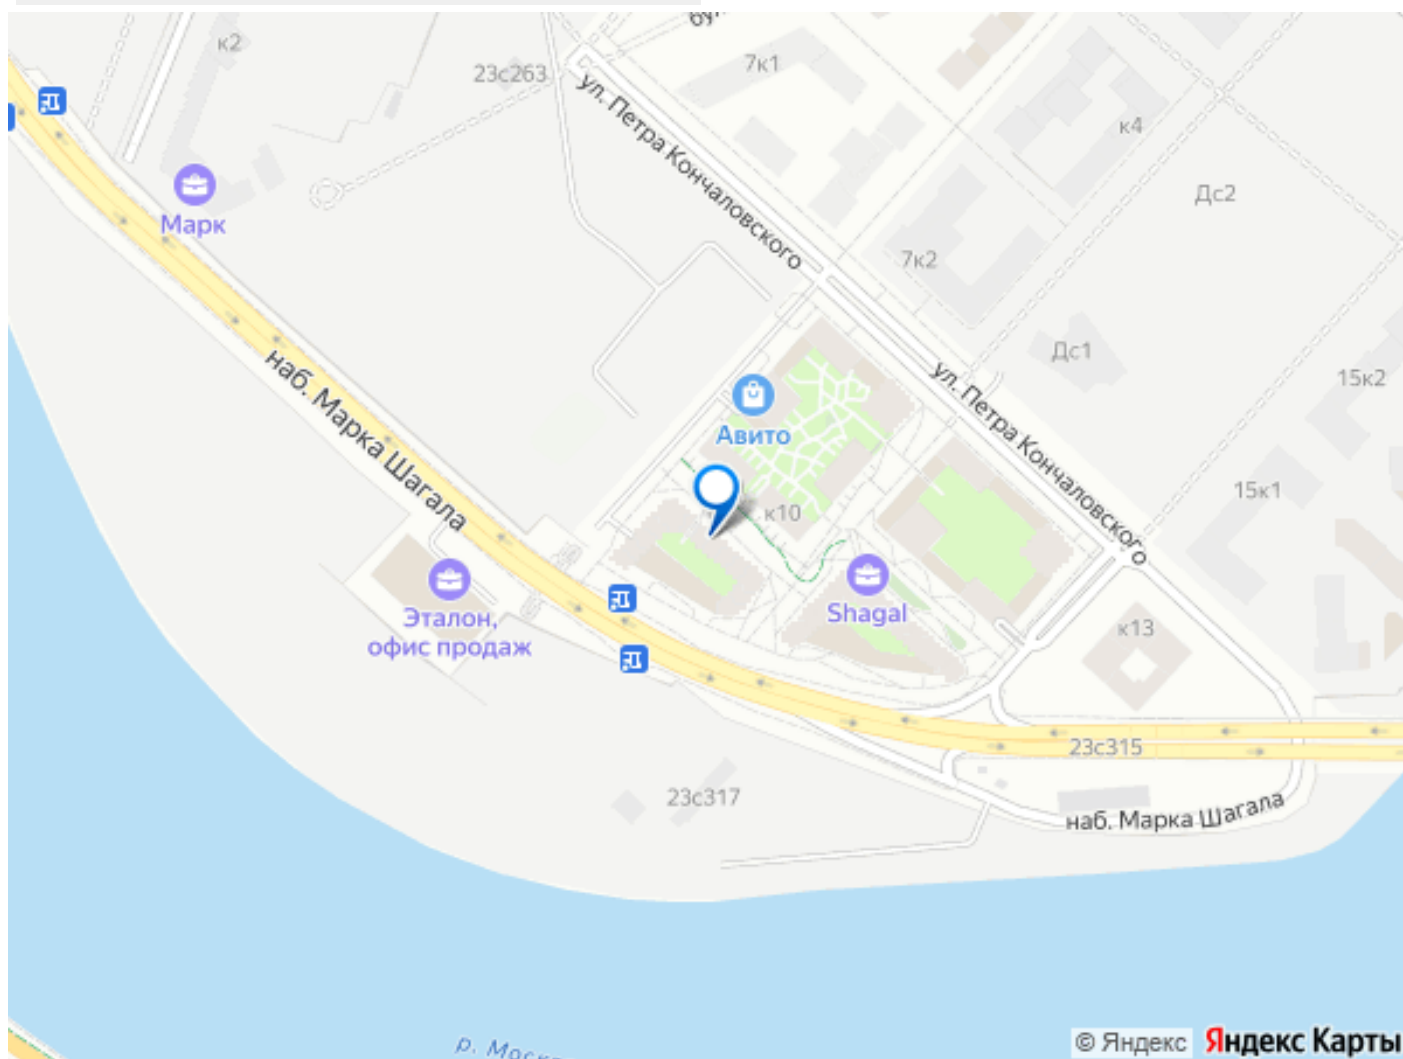 к2
23с263
7к1
ул. Петра Кончаловского
к4
Марк
Дс2
7к2
Дс1
15к2
наб. Марка Шагала
ул. Петра Кончаловского
Авито
15к1
к10
Эталон,
офис продаж
Shagal
к13
23с315
23с317
наб. Марка Шагала
© Яндекс Яндекс Карты